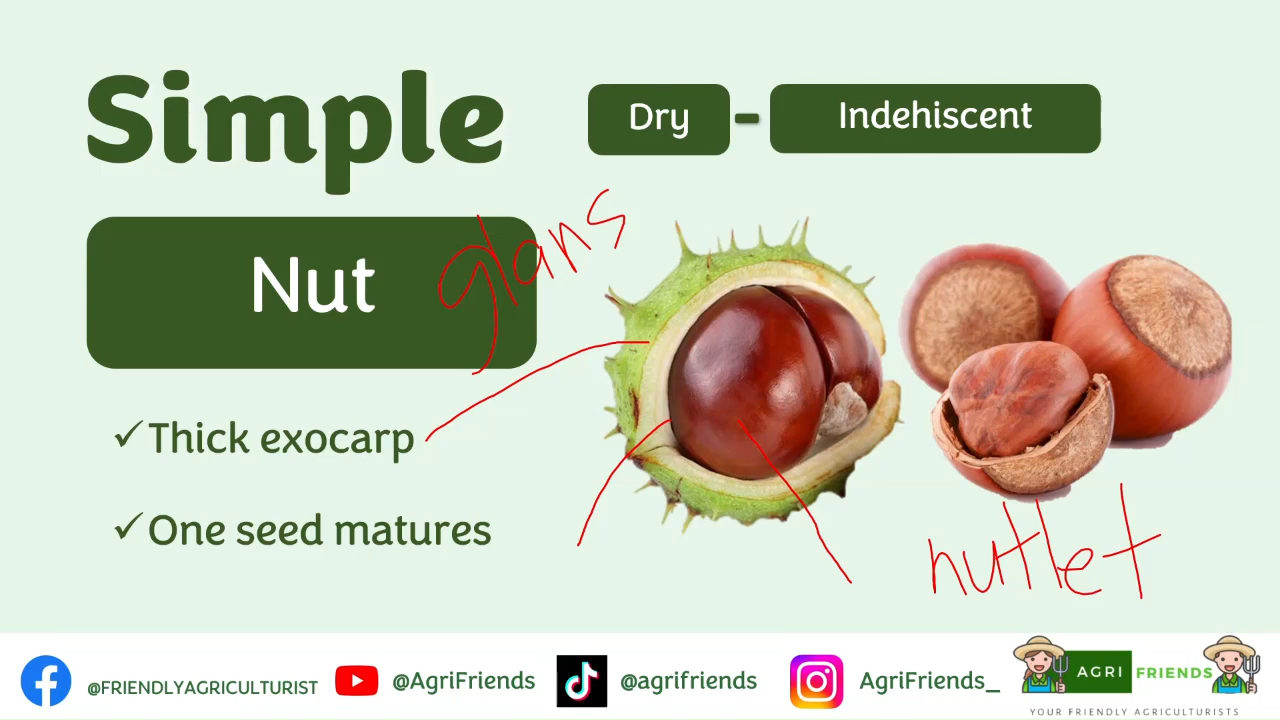 Simple
Dry - Indehiscent
Nut
glans
✓Thick exocarp
✓One seed matures
nutlet
@FRIENDLYAGRICULTURIST
@AgriFriends
@agrifriends
AgriFriends_
AGRI FRIENDS
YOUR FRIENDLY AGRICULTURISTS